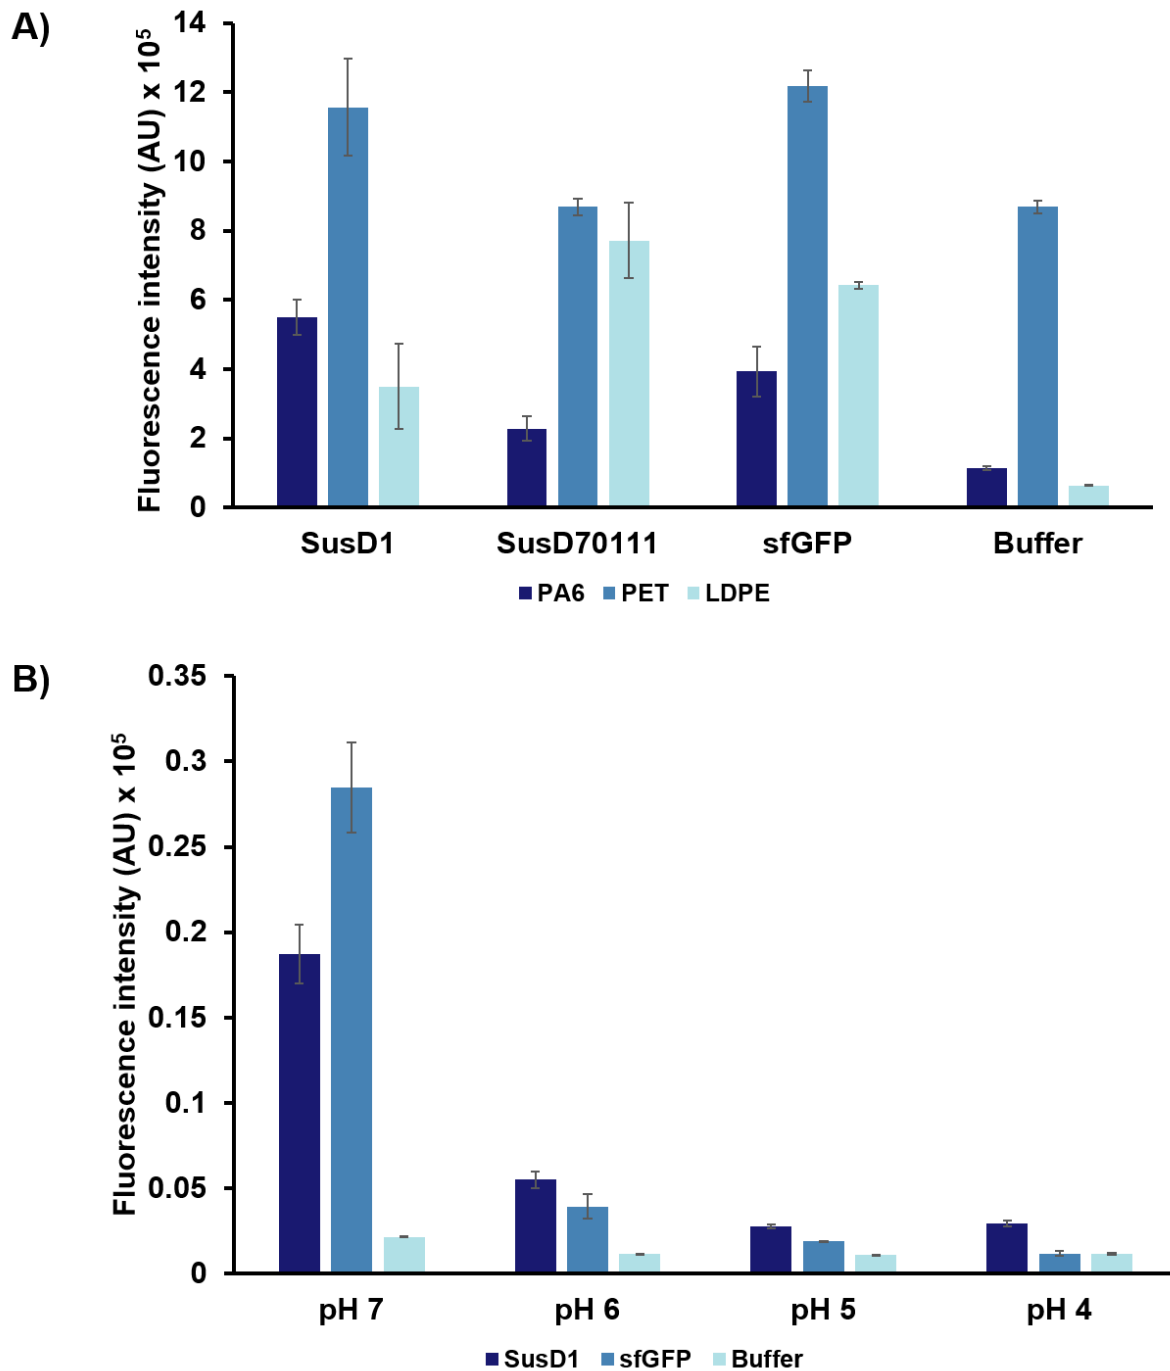 A)
Fluorescence intensity (AU) x 10⁵
14
12
10
8
6
4
2
0
SusD1 SusD70111 sfGFP Buffer
PA6 PET LDPE
B)
Fluorescence intensity (AU) x 10⁵
0.35
0.3
0.25
0.2
0.15
0.1
0.05
0
pH 7 pH 6 pH 5 pH 4
SusD1 sfGFP Buffer